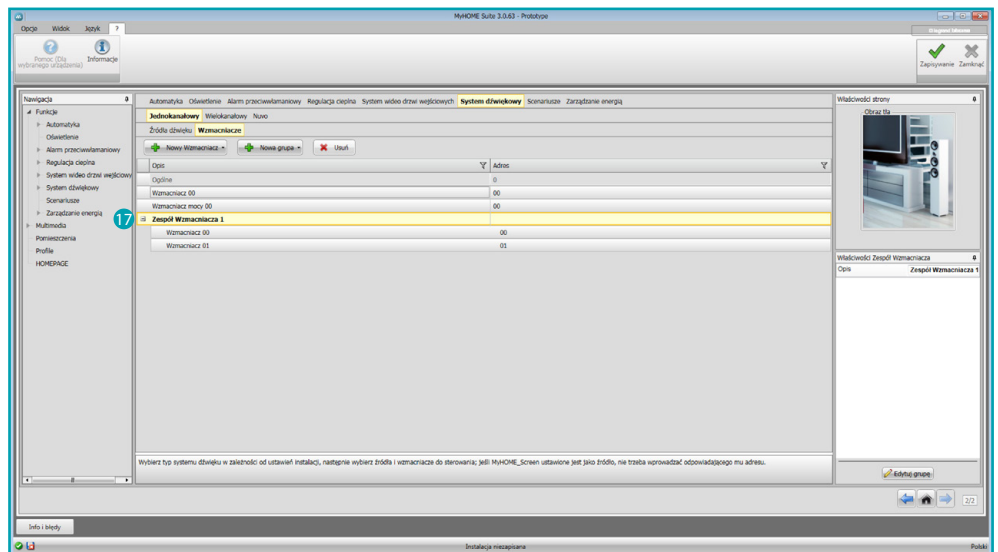 MyHOME Suite 3.0.63 - Prototype
Opcje Widok Język ?
Pomoc (Dla wybranego urządzenia)
Informacje
Zapisywanie Zamknąć
Nawigacja
Funkcje
Automatyka
Oświetlenie
Alarm przeciwwłamaniowy
Regulacja cieplna
System wideo drzwi wejściowy
System dźwiękowy
Scenariusze
Zarządzanie energią
Multimedia
Pomieszczenia
Profile
HOMEPAGE
17
Automatyka Oświetlenie Alarm przeciwwłamaniowy Regulacja cieplna System wideo drzwi wejściowych System dźwiękowy Scenariusze Zarządzanie energią
Jednokanałowy Wielokanałowy Nuvo
Źródła dźwięku Wzmacniacze
Nowy Wzmacniacz Nowa grupa Usuń
Opis Adres
Ogólne 0
Wzmacniacz 00 00
Wzmacniacz mocy 00 00
Zespół Wzmacniacza 1
Wzmacniacz 00 00
Wzmacniacz 01 01
Wybierz typ systemu dźwięku w zależności od ustawień instalacji, następnie wybierz źródła i wzmacniacze do sterowania; jeśli MyHOME_Screen ustawione jest jako źródło, nie trzeba wprowadzać odpowiadającego mu adresu.
Właściwości strony
Obraz tła
Właściwości Zespół Wzmacniacza
Opis Zespół Wzmacniacza 1
Edytuj grupę
2/2
Info i błędy
Instalacja niezapisana
Polski